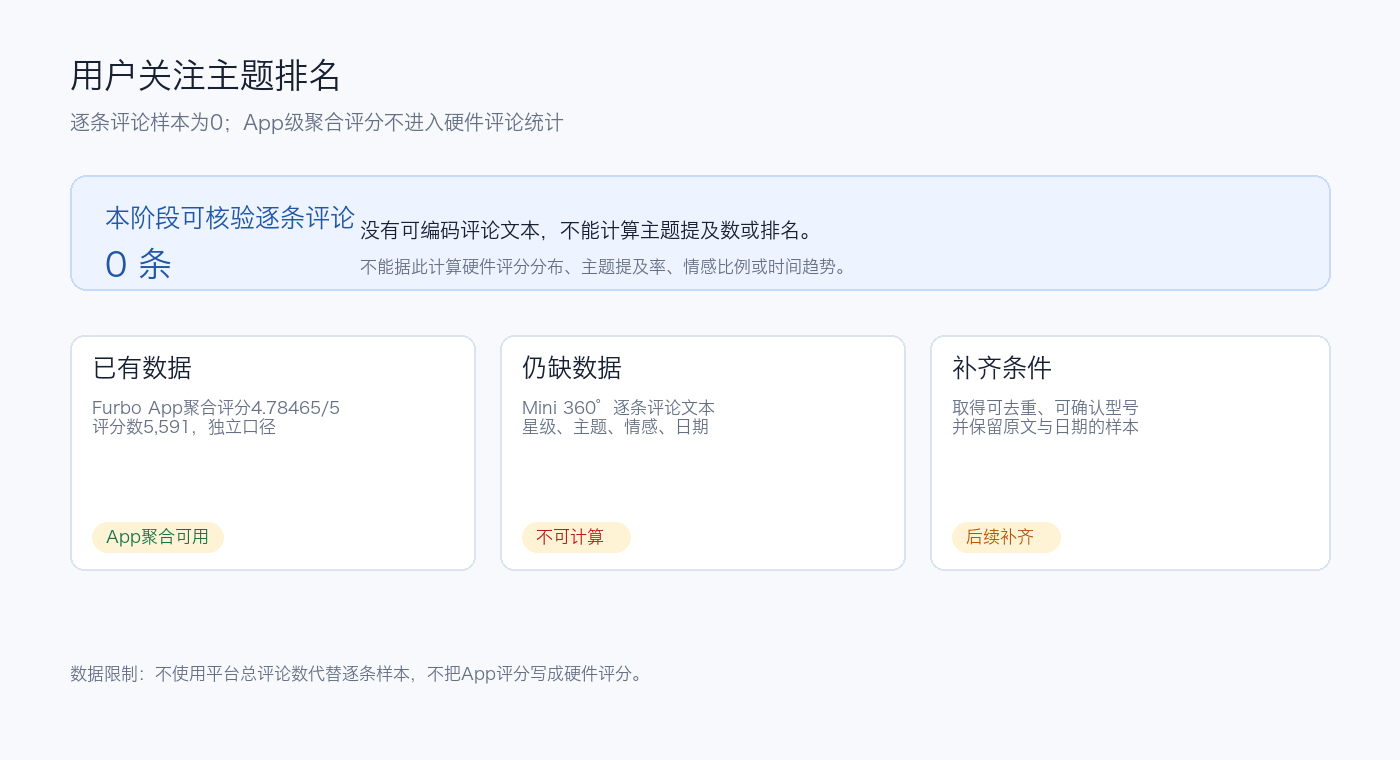 用户关注主题排名
逐条评论样本为0；App级聚合评分不进入硬件评论统计
本阶段可核验逐条评论
0 条
没有可编码评论文本，不能计算主题提及数或排名。
不能据此计算硬件评分分布、主题提及率、情感比例或时间趋势。
已有数据
Furbo App聚合评分4.78465/5
评分数5,591，独立口径
App聚合可用
仍缺数据
Mini 360°逐条评论文本
星级、主题、情感、日期
不可计算
补齐条件
取得可去重、可确认型号
并保留原文与日期的样本
后续补齐
数据限制：不使用平台总评论数代替逐条样本，不把App评分写成硬件评分。